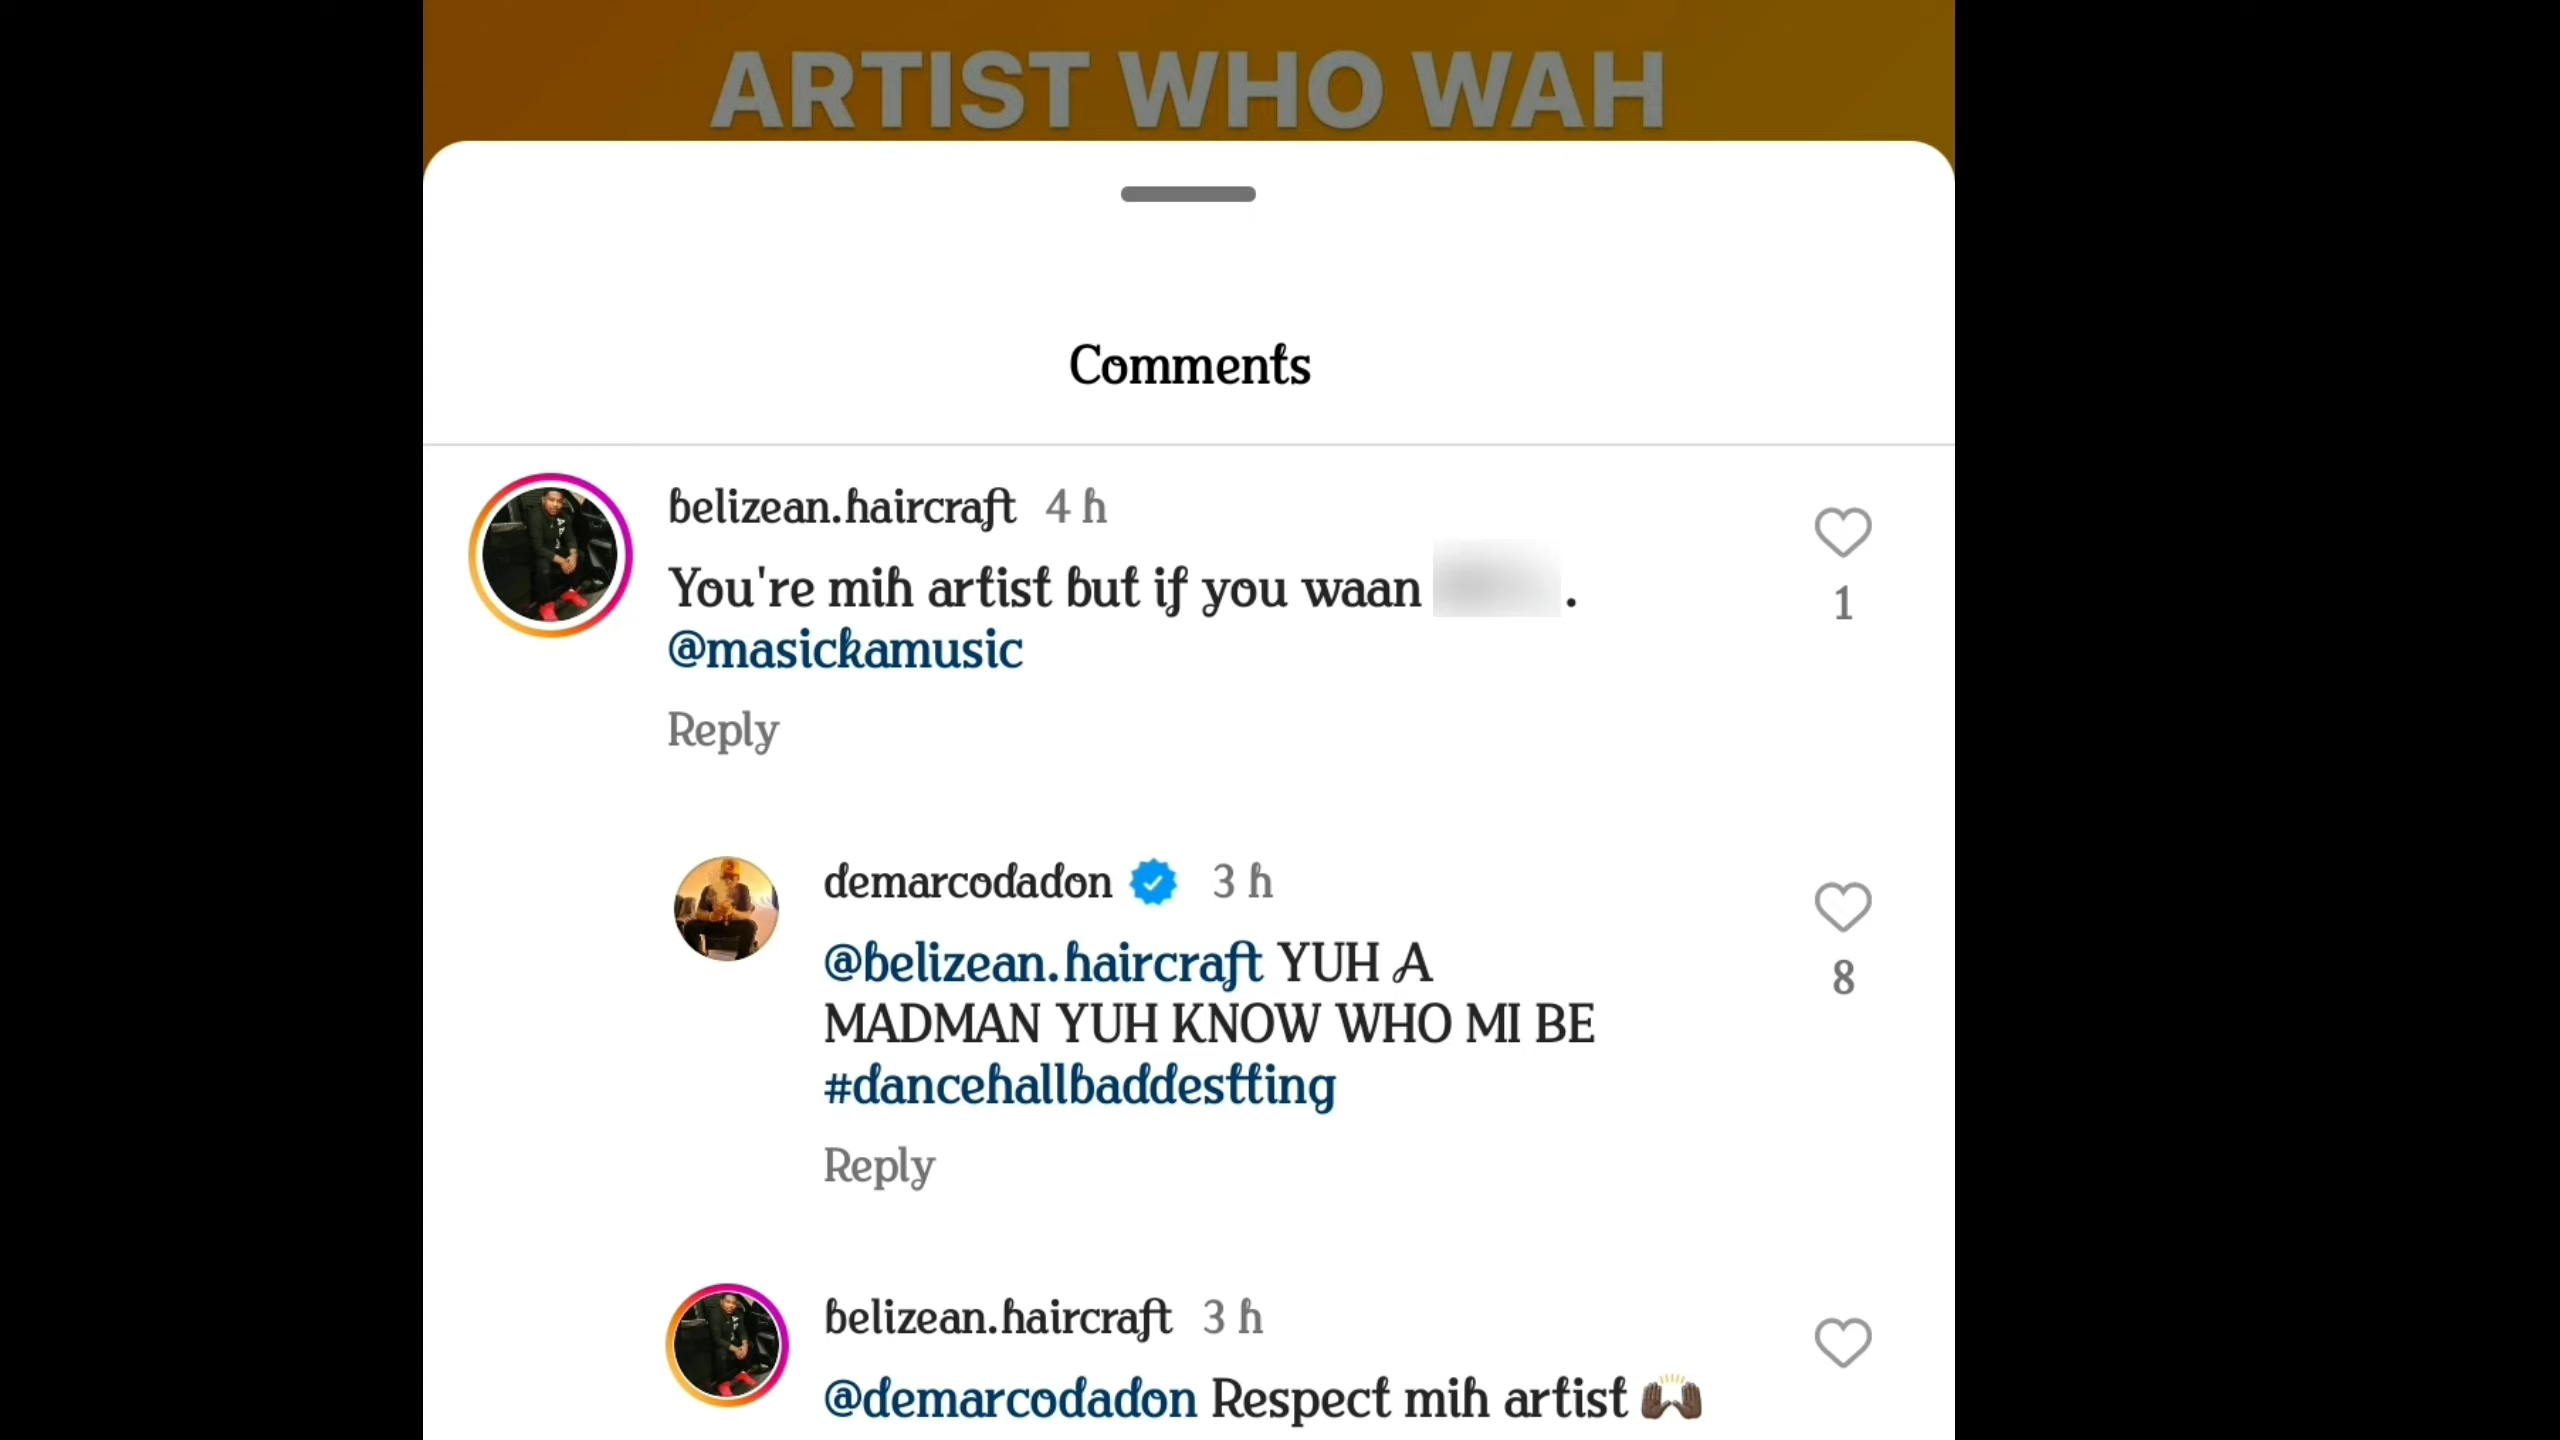 ARTIST WHO WAH
Comments
belizean.haircraft 4 h
You're mih artist but if you waan .
@masickamusic
1
Reply
demarcodadon 3 h
@belizean.haircraft YUH A
MADMAN YUH KNOW WHO MI BE
#dancehallbaddestting
8
Reply
belizean.haircraft 3 h
@demarcodadon Respect mih artist 🙌🏿